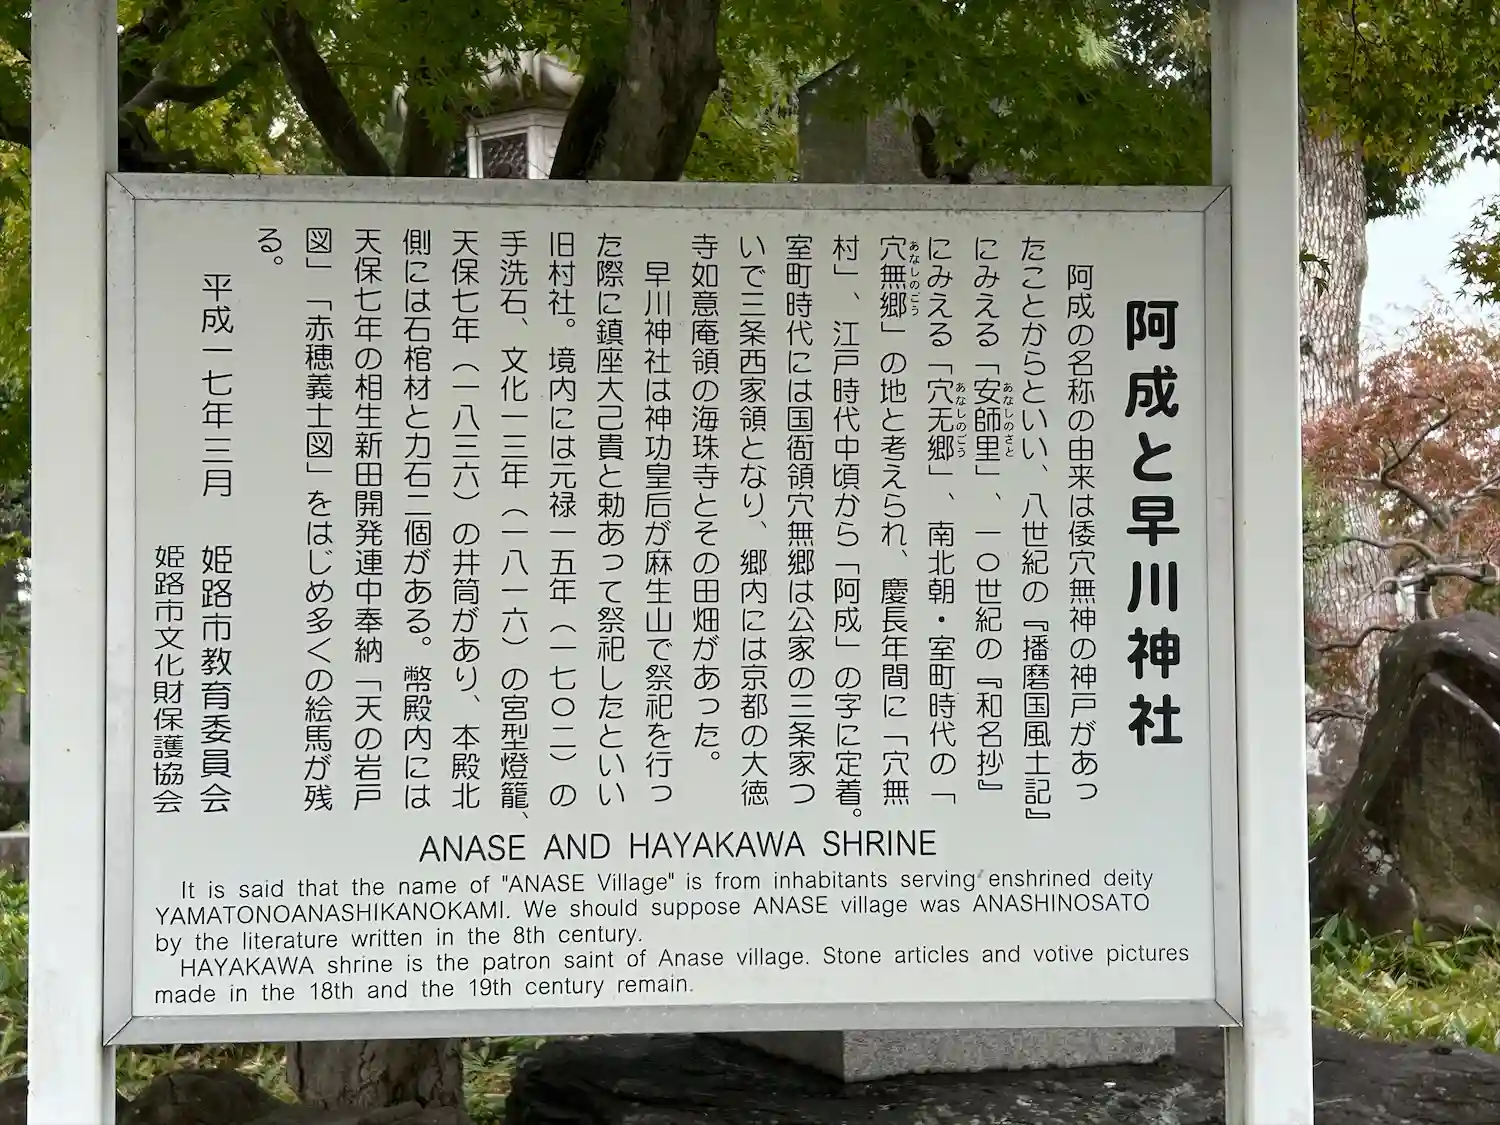 阿成と早川神社
阿成の名称の由来は倭穴無神の神戸があっ
たことからといい、八世紀の『播磨国風土記』
にみえる「安師里」、一〇世紀の『和名抄』
あなしのさと
にみえる「穴无郷」、南北朝・室町時代の「
あなしのごう
穴無郷」の地と考えられ、慶長年間に「穴無
あなしのごう
村」、江戸時代中頃から「阿成」の字に定着。
室町時代には国衙領穴無郷は公家の三条家つ
いで三条西家領となり、郷内には京都の大徳
寺如意庵領の海珠寺とその田畑があった。
早川神社は神功皇后が麻生山で祭祀を行っ
た際に鎮座大己貴と勅あって祭祀したといい
旧村社。境内には元禄一五年（一七〇二）の
手洗石、文化一三年（一八一六）の宮型燈籠、
天保七年（一八三六）の井筒があり、本殿北
側には石棺材と力石二個がある。幣殿内には
天保七年の相生新田開発連中奉納「天の岩戸
図」「赤穂義士図」をはじめ多くの絵馬が残
る。
平成一七年三月　姫路市教育委員会
姫路市文化財保護協会
ANASE AND HAYAKAWA SHRINE
It is said that the name of "ANASE Village" is from inhabitants serving enshrined deity
YAMATONOANASHIKANOKAMI. We should suppose ANASE village was ANASHINOSATO
by the literature written in the 8th century.
HAYAKAWA shrine is the patron saint of Anase village. Stone articles and votive pictures
made in the 18th and the 19th century remain.